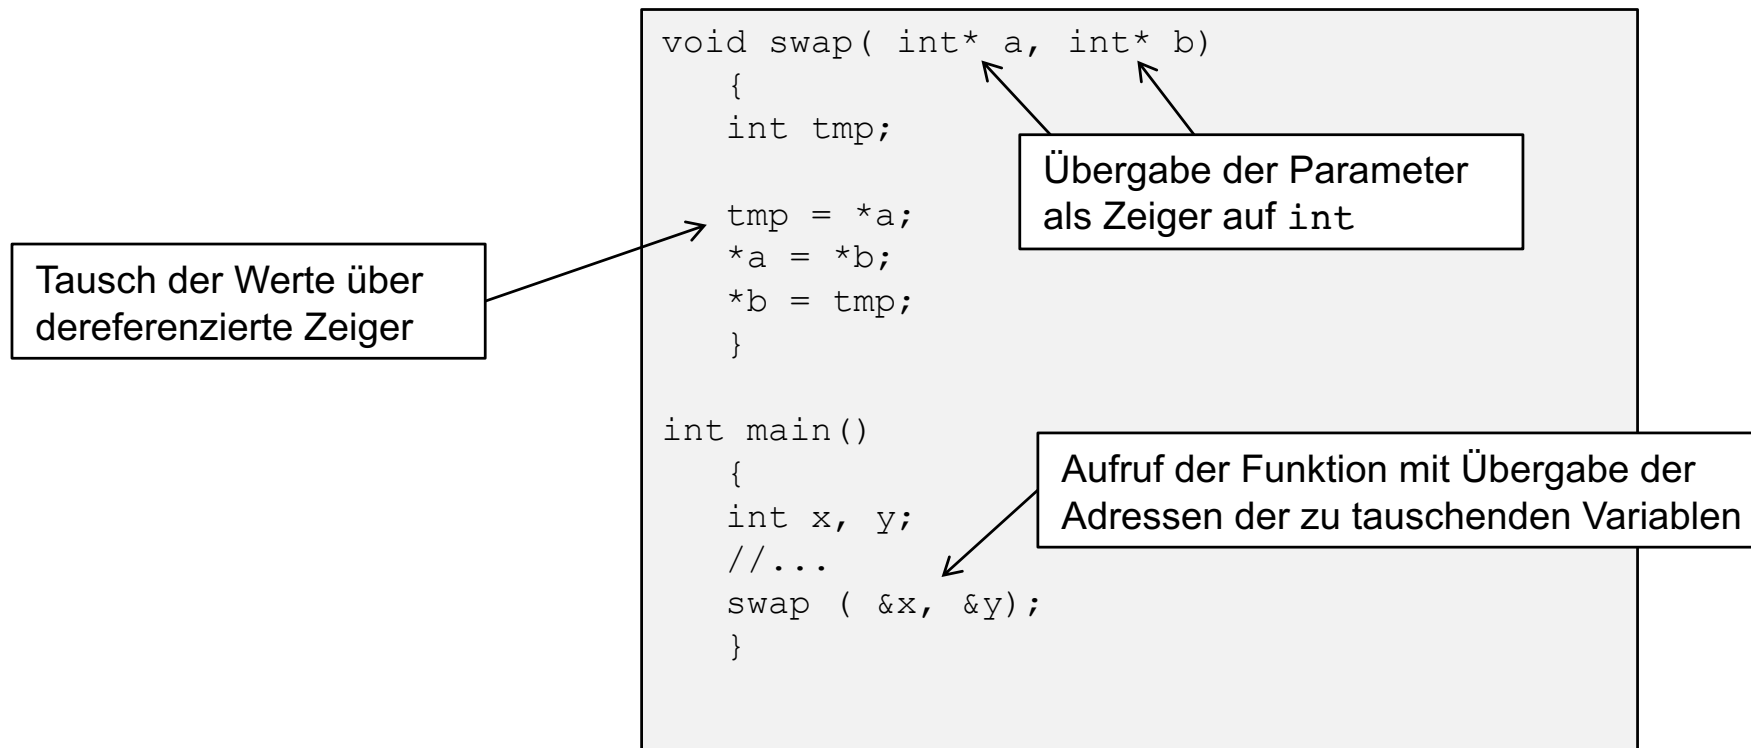 void swap( int* a, int* b)
{
int tmp;
Übergabe der Parameter
als Zeiger auf int
tmp = *a;
*a = *b;
*b = tmp;
}
Tausch der Werte über
dereferenzierte Zeiger
int main()
{
int x, y;
//...
swap ( &x, &y);
}
Aufruf der Funktion mit Übergabe der
Adressen der zu tauschenden Variablen